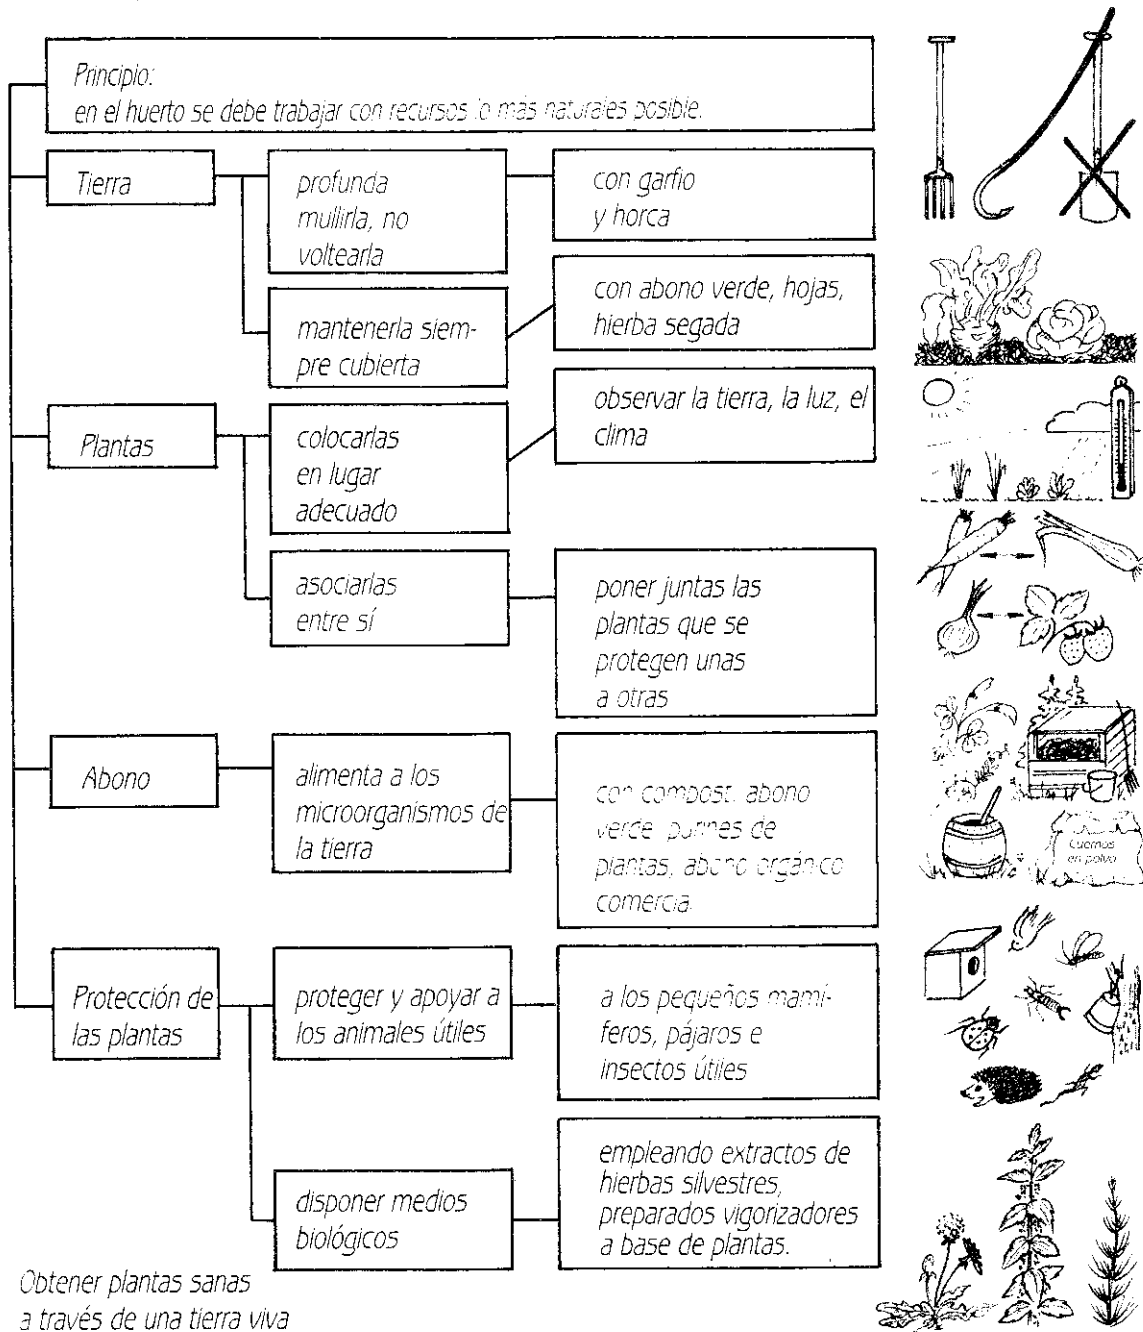 Principio:
en el huerto se debe trabajar con recursos lo más naturales posible.
Tierra
profunda
mullirla, no
voltearla
con garfio
y horca
mantenerla siem-
pre cubierta
con abono verde, hojas,
hierba segada
Plantas
colocarlas
en lugar
adecuado
observar la tierra, la luz, el
clima
asociarlas
entre sí
poner juntas las
plantas que se
protegen unas
a otras
Abono
alimenta a los
microorganismos de
la tierra
con compost, abono
verde, purines de
plantas, abono orgánico
comercia.
Cuernos
en polvo
Protección de
las plantas
proteger y apoyar a
los animales útiles
a los pequeños mamí-
feros, pájaros e
insectos útiles
disponer medios
biológicos
empleando extractos de
hierbas silvestres,
preparados vigorizadores
a base de plantas.
Obtener plantas sanas
a través de una tierra viva